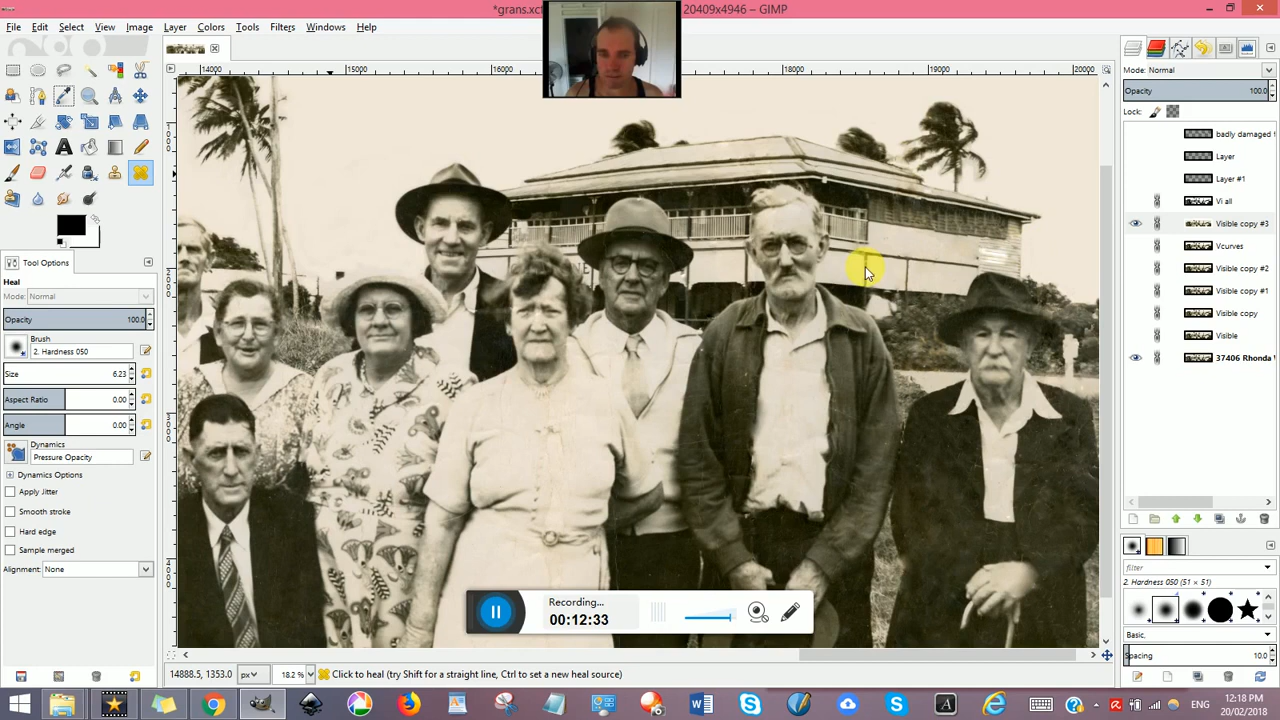 *grans.xc
20409x4946 – GIMP
File Edit Select View Image Layer Colors Tools Filters Windows Help
14000 15000 16000 18000 19000 20000
Tool Options
Heal
Mode: Normal
Opacity 100.0
Brush
2. Hardness 050
Size 6.23
Aspect Ratio 0.00
Angle 0.00
Dynamics
Pressure Opacity
Dynamics Options
Apply Jitter
Smooth stroke
Hard edge
Sample merged
Alignment: None
Mode: Normal
Opacity 100.0
Lock:
badly damaged
Layer
Layer #1
Vi all
Visible copy #3
Vcurves
Visible copy #2
Visible copy #1
Visible copy
Visible
37406 Rhonda
filter
2. Hardness 050 (51 × 51)
Basic,
Spacing 10.0
Recording...
00:12:33
14888.5, 1353.0 px 18.2 % Click to heal (try Shift for a straight line, Ctrl to set a new heal source)
ENG
12:18 PM
20/02/2018